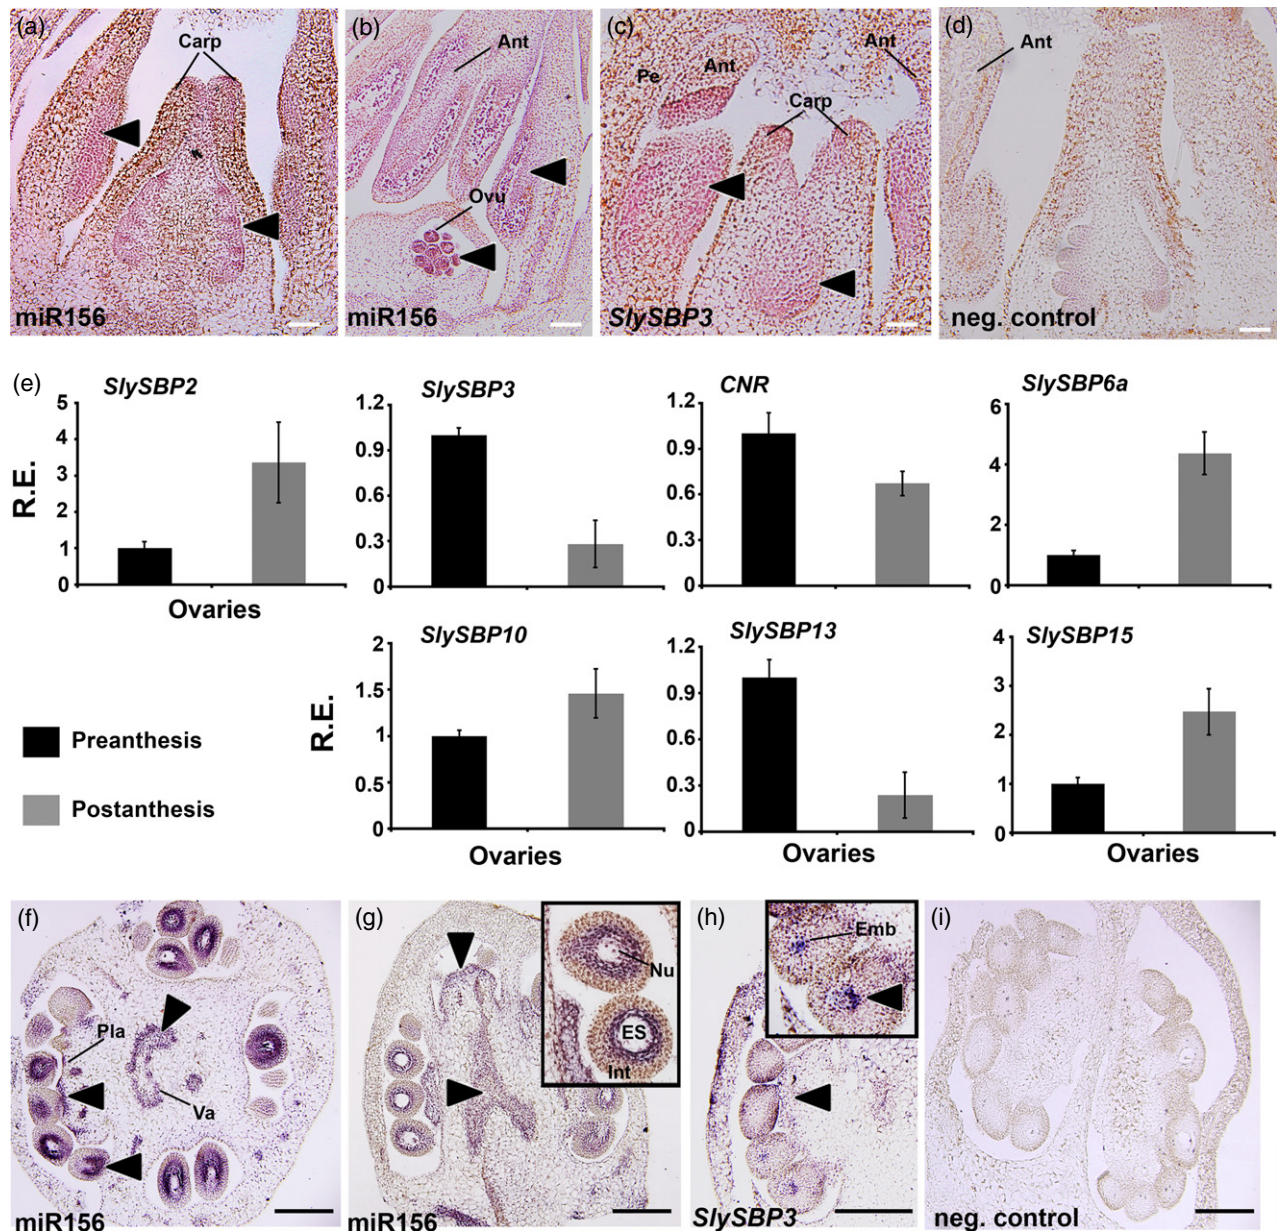 (a)
Carp
miR156
(b)
Ant
Ovu
miR156
(c)
Pe
Ant
Ant
Carp
SlySBP3
(d)
Ant
neg. control
(e)
SlySBP2
R.E.
5
4
3
2
1
0
Ovaries
SlySBP3
1.2
0.9
0.6
0.3
0
CNR
1.2
0.9
0.6
0.3
0
SlySBP6a
6
4
2
0
Preanthesis
Postanthesis
SlySBP10
R.E.
2
1.5
1
0.5
0
Ovaries
SlySBP13
1.2
0.9
0.6
0.3
0
Ovaries
SlySBP15
4
3
2
1
0
Ovaries
(f)
Pla
Va
miR156
(g)
Nu
ES
Int
miR156
(h)
Emb
SlySBP3
(i)
neg. control